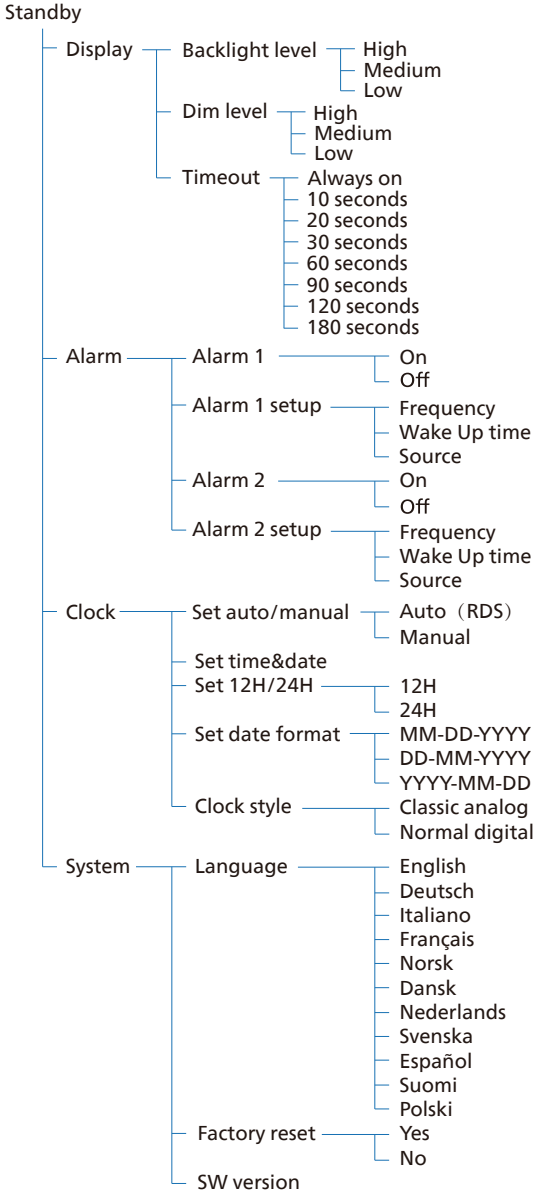 Standby
Display Backlight level High
Medium
Low
Dim level High
Medium
Low
Timeout Always on
10 seconds
20 seconds
30 seconds
60 seconds
90 seconds
120 seconds
180 seconds
Alarm Alarm 1 On
Off
Alarm 1 setup Frequency
Wake Up time
Source
Alarm 2 On
Off
Alarm 2 setup Frequency
Wake Up time
Source
Clock Set auto/manual Auto（RDS）
Manual
Set time&date
Set 12H/24H 12H
24H
Set date format MM-DD-YYYY
DD-MM-YYYY
YYYY-MM-DD
Clock style Classic analog
Normal digital
System Language English
Deutsch
Italiano
Français
Norsk
Dansk
Nederlands
Svenska
Español
Suomi
Polski
Factory reset Yes
No
SW version